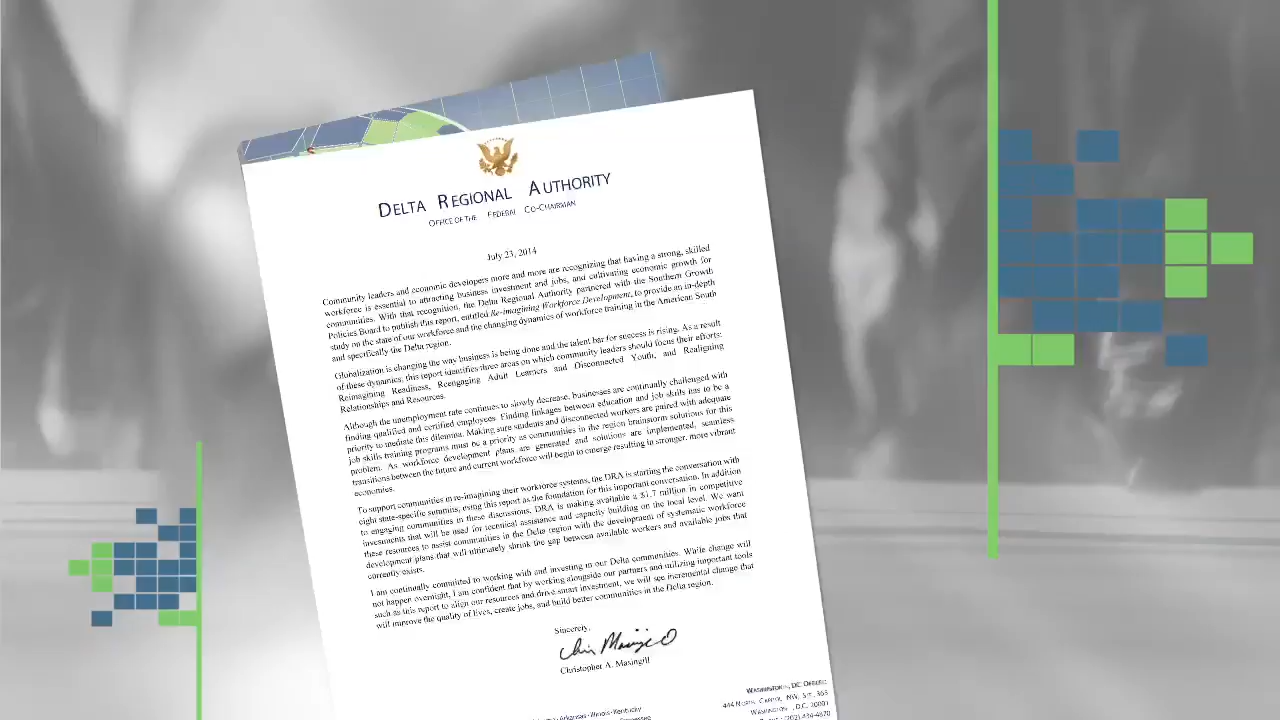 DELTA REGIONAL AUTHORITY
OFFICE OF THE FEDERAL CO-CHAIRMAN
July 23, 2014
Community leaders and economic developers more and more are recognizing that having a strong, skilled
workforce is essential to attracting business investment and jobs, and cultivating economic growth for
communities. With that recognition, the Delta Regional Authority partnered with the Southern Growth
Policies Board to publish this report, entitled Re-imagining Workforce Development, to provide an in-depth
study on the state of our workforce and the changing dynamics of workforce training in the American South
and specifically the Delta region.
Globalization is changing the way business is being done and the talent bar for success is rising. As a result
of these dynamics, this report identifies three areas on which community leaders should focus their efforts:
Reimagining Readiness, Reengaging Adult Learners and Disconnected Youth, and Realigning
Relationships and Resources.
Although the unemployment rate continues to slowly decrease, businesses are continually challenged with
finding qualified and certified employees. Finding linkages between education and job skills has to be a
priority to mediate this dilemma. Making sure students and disconnected workers are paired with adequate
job skills training programs must be a priority as communities in the region brainstorm solutions for this
problem. As workforce development plans are generated and solutions are implemented, seamless
transitions between the future and current workforce will begin to emerge resulting in stronger, more vibrant
economies.
To support communities in re-imagining their workforce systems, the DRA is starting the conversation with
eight state-specific summits, using this report as the foundation for this important conversation. In addition
to engaging communities in these discussions, DRA is making available a $1.7 million in competitive
investments that will be used for technical assistance and capacity building on the local level. We want
these resources to assist communities in the Delta region with the development of systematic workforce
development plans that will ultimately shrink the gap between available workers and available jobs that
currently exists.
I am continually committed to working with and investing in our Delta communities. While change will
not happen overnight, I am confident that by working alongside our partners and utilizing important tools
such as this report to align our resources and drive smart investment, we will see incremental change that
will improve the quality of lives, create jobs, and build better communities in the Delta region.
Sincerely,
Christopher A. Masingill
WASHINGTON, DC OFFICE:
444 NORTH CAPITOL NW, STE. 365
WASHINGTON, D.C. 20001
Arkansas · Illinois · Kentucky
Tennessee
(202) 434-4870